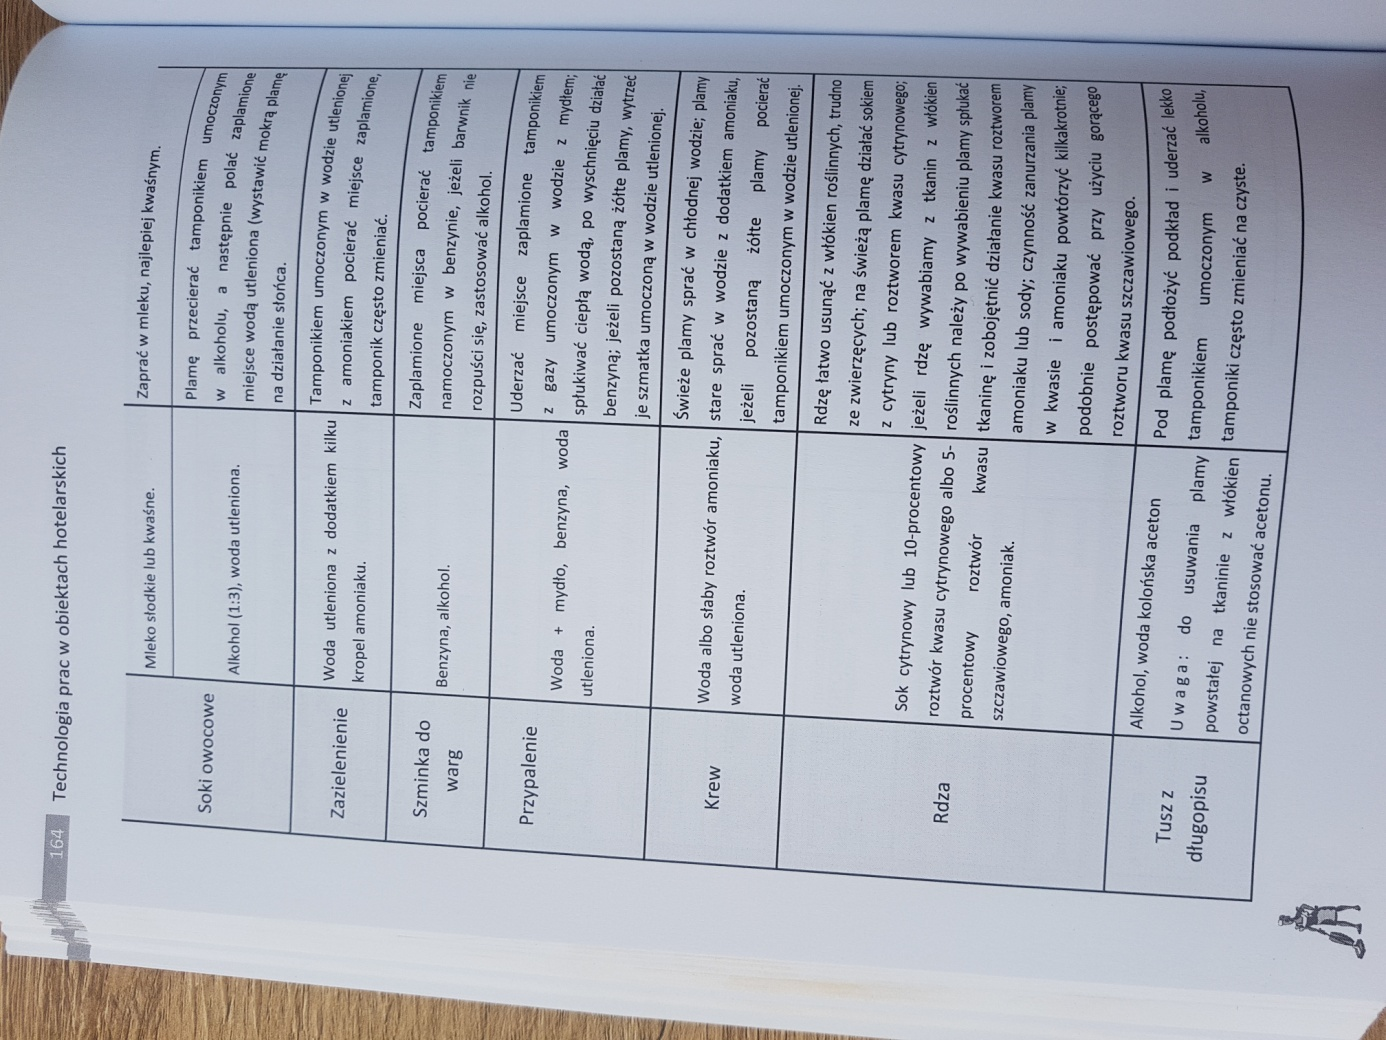 164 Technologia prac w obiektach hotelarskich
Soki owocowe
Mleko słodkie lub kwaśne.
Zaprać w mleku, najlepiej kwaśnym.
Alkohol (1:3), woda utleniona.
Plamę przecierać tamponikiem umoczonym
w alkoholu, a następnie polać zaplamione
miejsce wodą utleniona (wystawić mokrą plamę
na działanie słońca.
Zazielenienie
Woda utleniona z dodatkiem kilku
kropel amoniaku.
Tamponikiem umoczonym w wodzie utlenionej
z amoniakiem pocierać miejsce zaplamione,
tamponik często zmieniać.
Szminka do
warg
Benzyna, alkohol.
Zaplamione miejsca pocierać tamponikiem
namoczonym w benzynie, jeżeli barwnik nie
rozpuści się, zastosować alkohol.
Przypalenie
Woda + mydło, benzyna, woda
utleniona.
Uderzać miejsce zaplamione tamponikiem
z gazy umoczonym w wodzie z mydłem;
spłukiwać ciepłą wodą, po wyschnięciu działać
benzyną; jeżeli pozostaną żółte plamy, wytrzeć
je szmatka umoczoną w wodzie utlenionej.
Krew
Woda albo słaby roztwór amoniaku,
woda utleniona.
Świeże plamy sprać w chłodnej wodzie; plamy
stare sprać w wodzie z dodatkiem amoniaku,
jeżeli pozostaną żółte plamy pocierać
tamponikiem umoczonym w wodzie utlenionej.
Rdza
Sok cytrynowy lub 10-procentowy
roztwór kwasu cytrynowego albo 5-
procentowy roztwór kwasu
szczawiowego, amoniak.
Rdzę łatwo usunąć z włókien roślinnych, trudno
ze zwierzęcych; na świeżą plamę działać sokiem
z cytryny lub roztworem kwasu cytrynowego;
jeżeli rdzę wywabiamy z tkanin z włókien
roślinnych należy po wywabieniu plamy spłukać
tkaninę i zobojętnić działanie kwasu roztworem
amoniaku lub sody; czynność zanurzania plamy
w kwasie i amoniaku powtórzyć kilkakrotnie;
podobnie postępować przy użyciu gorącego
roztworu kwasu szczawiowego.
Tusz z
długopisu
Alkohol, woda kolońska aceton
U w a g a : do usuwania plamy
powstałej na tkaninie z włókien
octanowych nie stosować acetonu.
Pod plamę podłożyć podkład i uderzać lekko
tamponikiem umoczonym w alkoholu,
tamponiki często zmieniać na czyste.